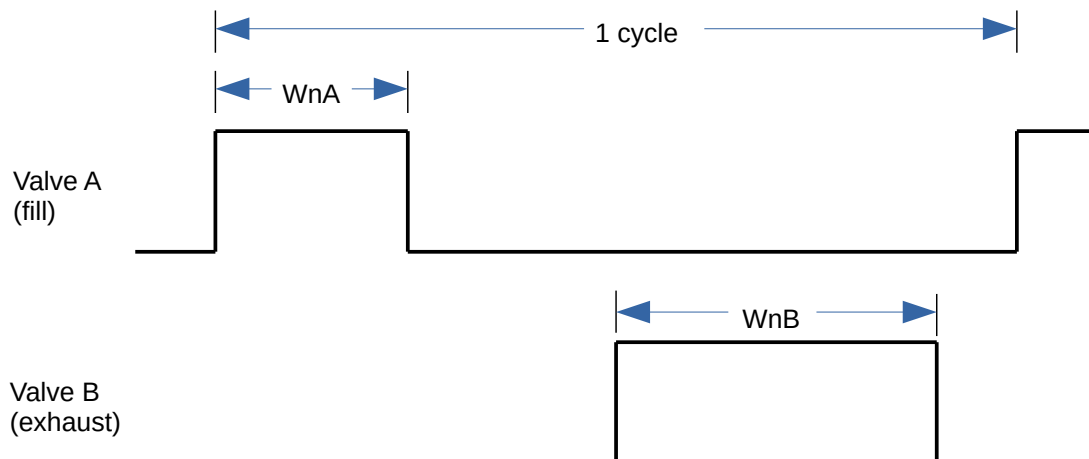 1 cycle
WnA
Valve A
(fill)
WnB
Valve B
(exhaust)